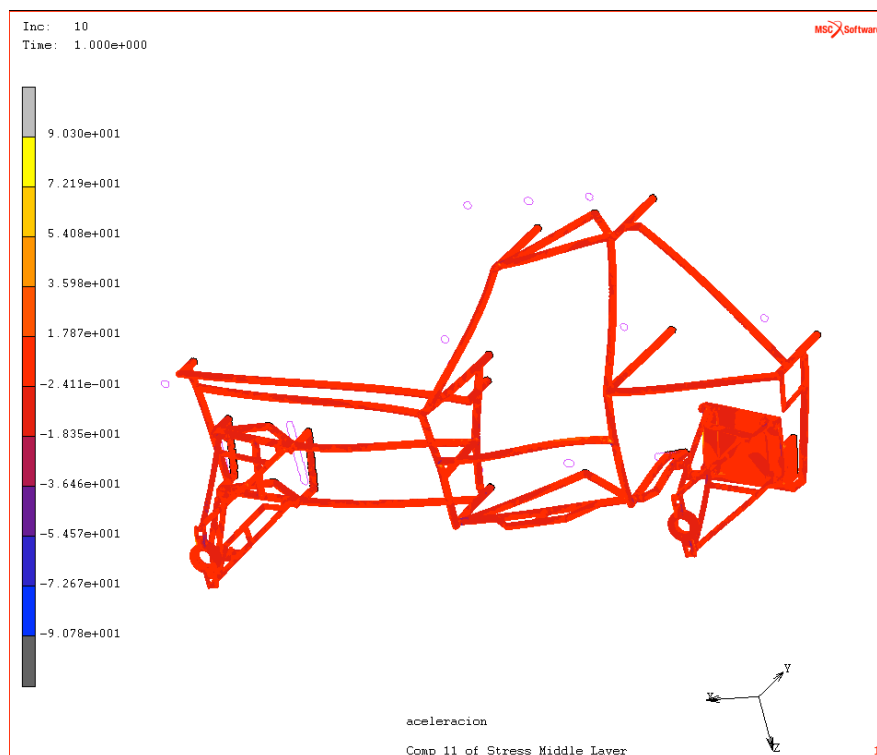 Inc: 10
Time: 1.000e+000
MSC Software
9.030e+001
7.219e+001
5.408e+001
3.598e+001
1.787e+001
-2.411e-001
-1.835e+001
-3.646e+001
-5.457e+001
-7.267e+001
-9.078e+001
Y
X
Z
aceleracion
Comp 11 of Stress Middle Layer
1